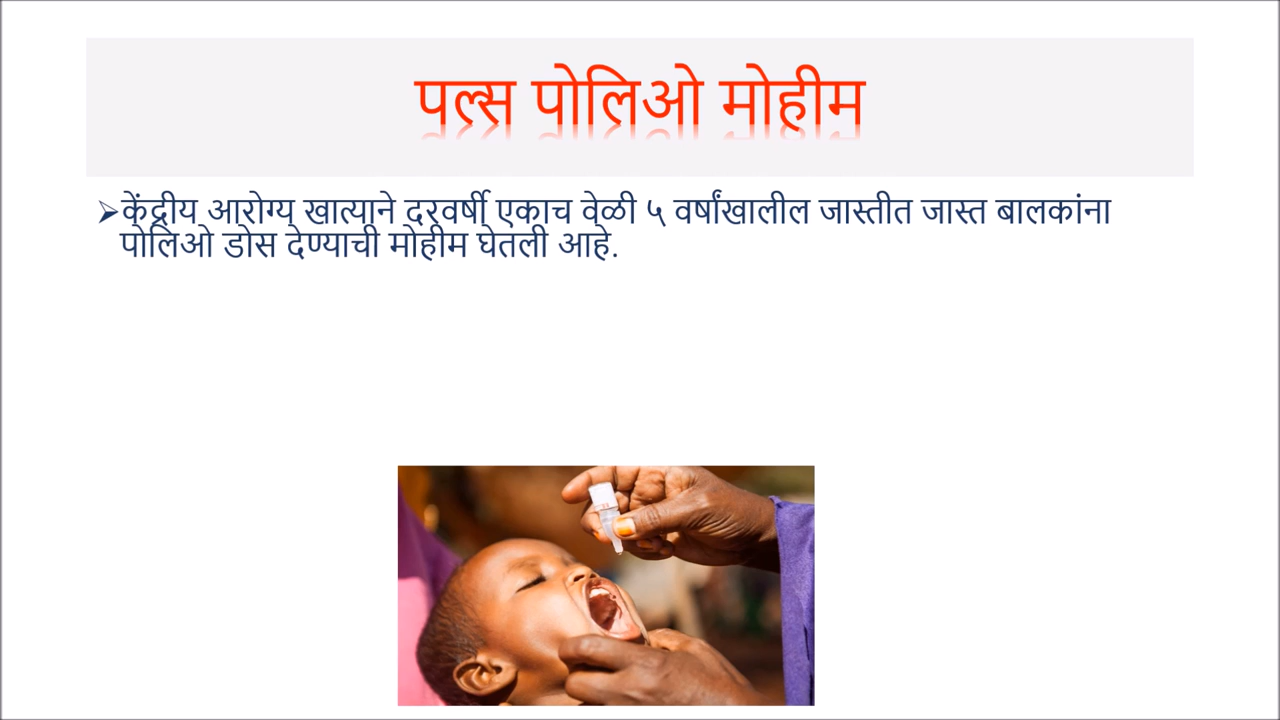 पल्स पोलिओ मोहीम
➢केंद्रीय आरोग्य खात्याने दरवर्षी एकाच वेळी ५ वर्षांखालील जास्तीत जास्त बालकांना
पोलिओ डोस देण्याची मोहीम घेतली आहे.